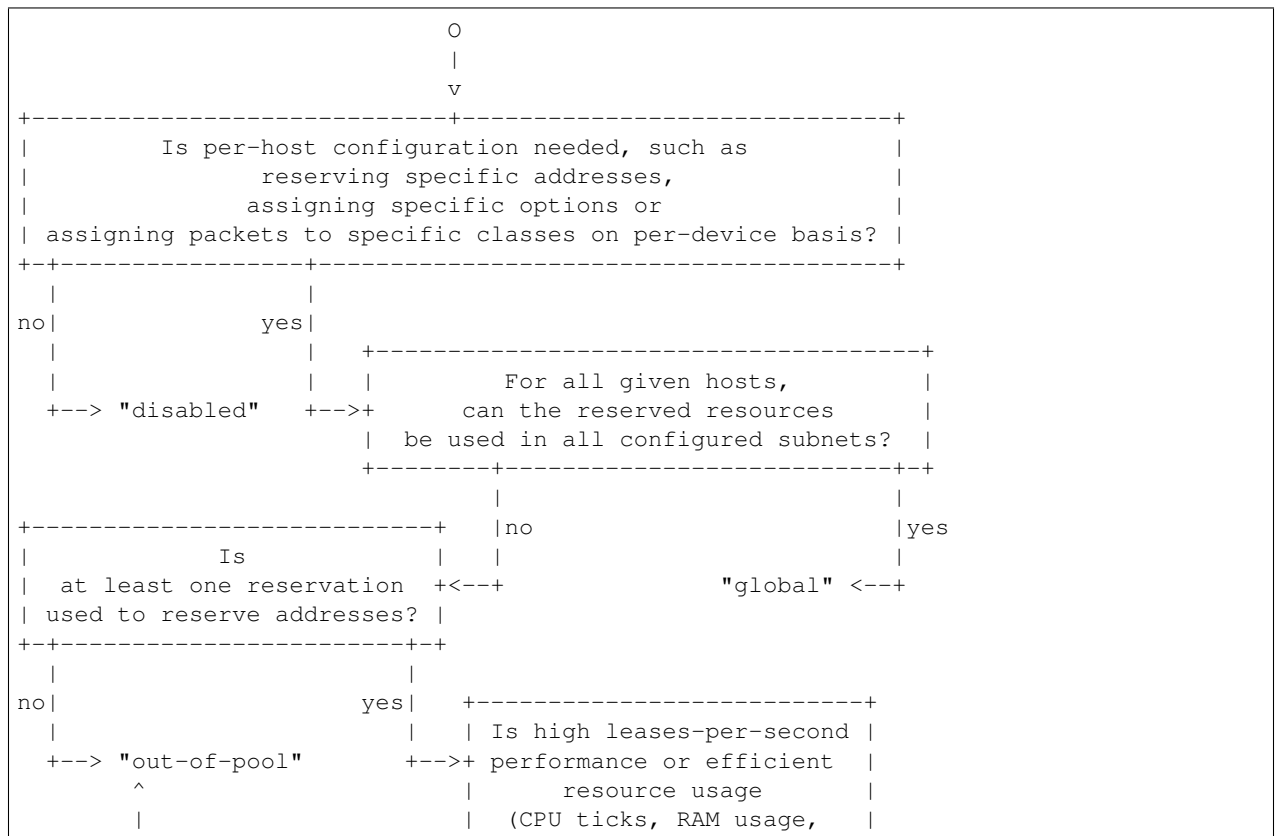 O
                                           |
                                           v
+-----------------------------+------------------------------+
|         Is per-host configuration needed, such as          |
|                reserving specific addresses,               |
|               assigning specific options or                |
| assigning packets to specific classes on per-device basis? |
+-+-----------------+----------------------------------------+
  |                 |
no|              yes|
  |                 |   +--------------------------------------+
  |                 |   |         For all given hosts,         |
  +--> "disabled"   +-->+      can the reserved resources      |
                        |  be used in all configured subnets?  |
                        +--------+---------------------------+-+
                                 |                           |
+----------------------------+   |no                         |yes
|             Is             |   |                           |
|  at least one reservation  +<--+               "global" <--+
| used to reserve addresses? |
+-+------------------------+-+
  |                        |
no|                     yes|   +---------------------------+
  |                        |   | Is high leases-per-second |
  +--> "out-of-pool"       +-->+ performance or efficient  |
        ^                      |      resource usage       |
        |                      |  (CPU ticks, RAM usage,   |